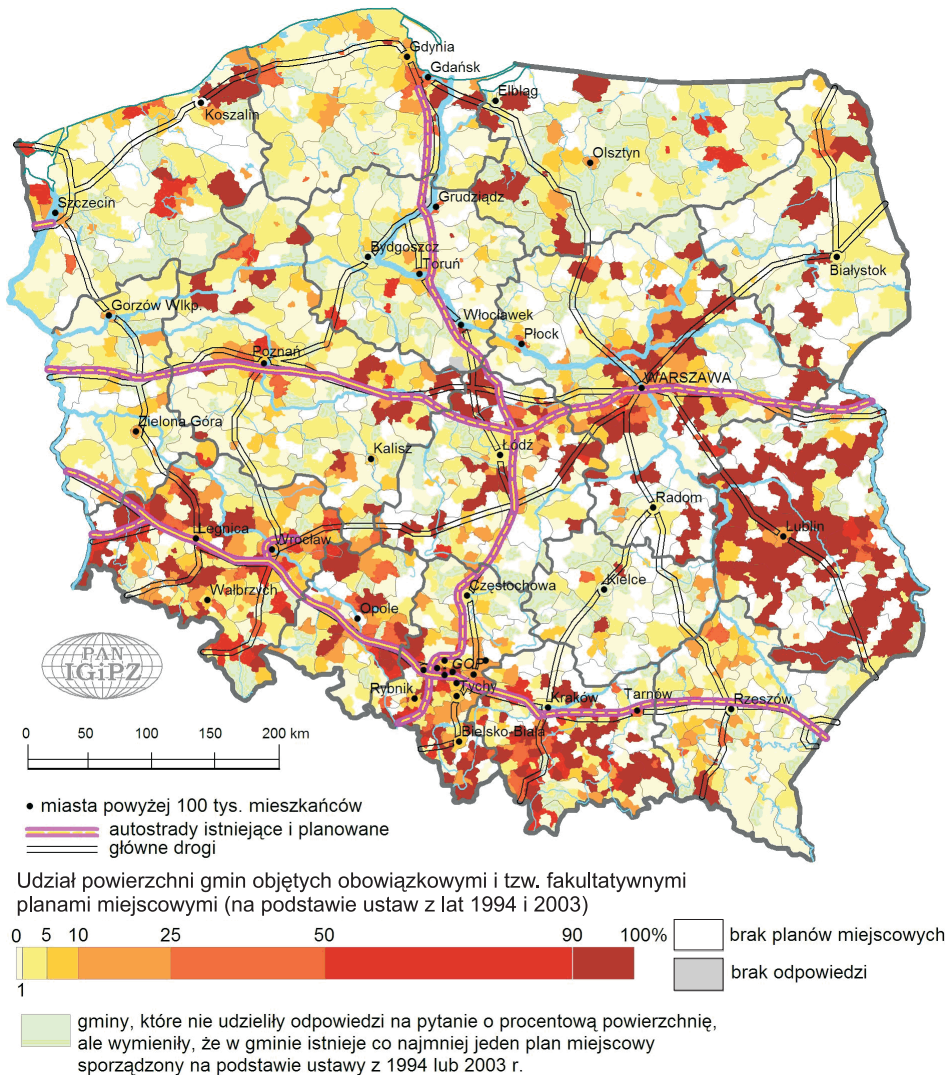 Gdynia
Gdańsk
Elbląg
Koszalin
Olsztyn
Szczecin
Grudziądz
Bydgoszcz
Toruń
Białystok
Gorzów Wlkp.
Włocławek
Płock
Poznań
WARSZAWA
Zielona Góra
Kalisz
Łódź
Radom
Legnica
Lublin
Wrocław
Wałbrzych
Częstochowa
Kielce
Opole
PAN
IGiPZ
GOP
Rybnik
Tychy
Kraków
Tarnów
Rzeszów
Bielsko-Biała
0 50 100 150 200 km
miasta powyżej 100 tys. mieszkańców
autostrady istniejące i planowane
główne drogi
Udział powierzchni gmin objętych obowiązkowymi i tzw. fakultatywnymi
planami miejscowymi (na podstawie ustaw z lat 1994 i 2003)
0 5 10 25 50 90 100%
1
brak planów miejscowych
brak odpowiedzi
gminy, które nie udzieliły odpowiedzi na pytanie o procentową powierzchnię,
ale wymieniły, że w gminie istnieje co najmniej jeden plan miejscowy
sporządzony na podstawie ustawy z 1994 lub 2003 r.